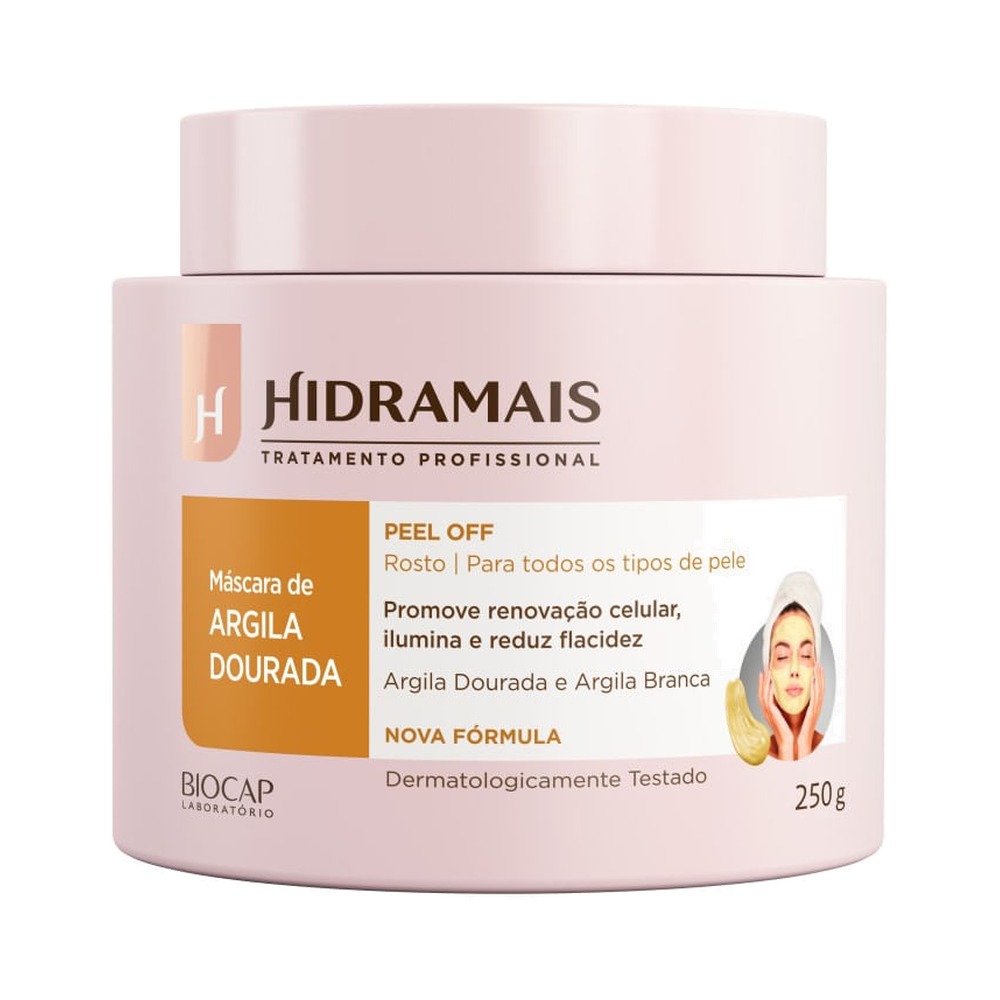 H
HIDRAMAIS
TRATAMENTO PROFISSIONAL
Máscara de
ARGILA
DOURADA
PEEL OFF
Rosto | Para todos os tipos de pele
Promove renovação celular,
ilumina e reduz flacidez
Argila Dourada e Argila Branca
NOVA FÓRMULA
Dermatologicamente Testado
BIOCAP
LABORATÓRIO
250g